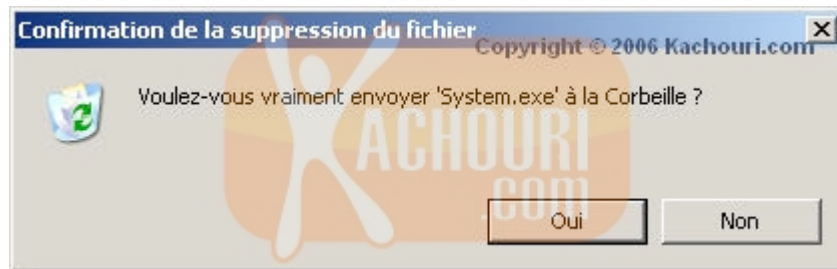 Confirmation de la suppression du fichier
Copyright © 2006 Kachouri.com
Voulez-vous vraiment envoyer 'System.exe' à la Corbeille ?
KACHOURI
.com
Oui
Non